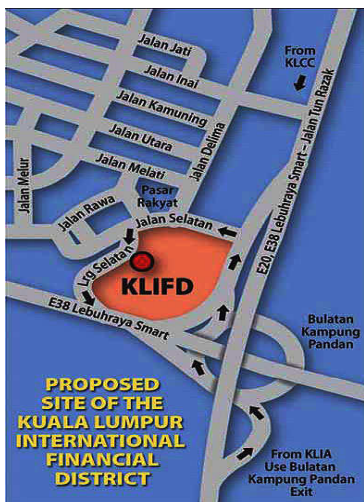 Jalan Jati
From
KLCC
Jalan Inai
Jalan Kamuning
Jalan Utara
Jalan Delima
Jalan Melati
Jalan Melur
Pasar
Rakyat
Jalan Rawa
Jalan Selatan
Lrg Selatan
KLIFD
E20, E38 Lebuhraya Smart – Jalan Tun Razak
E38 Lebuhraya Smart
Bulatan
Kampung
Pandan
PROPOSED
SITE OF THE
KUALA LUMPUR
INTERNATIONAL
FINANCIAL
DISTRICT
From KLIA
Use Bulatan
Kampung Pandan
Exit